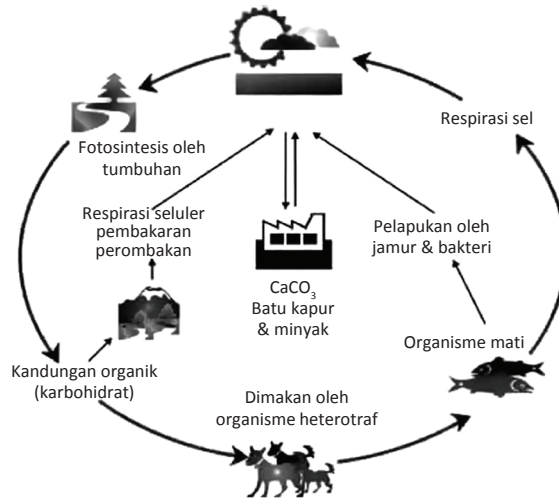 Respirasi sel
Fotosintesis oleh
tumbuhan
Respirasi seluler
pembakaran
perombakan
Pelapukan oleh
jamur & bakteri
CaCO₃
Batu kapur
& minyak
Organisme mati
Kandungan organik
(karbohidrat)
Dimakan oleh
organisme heterotraf